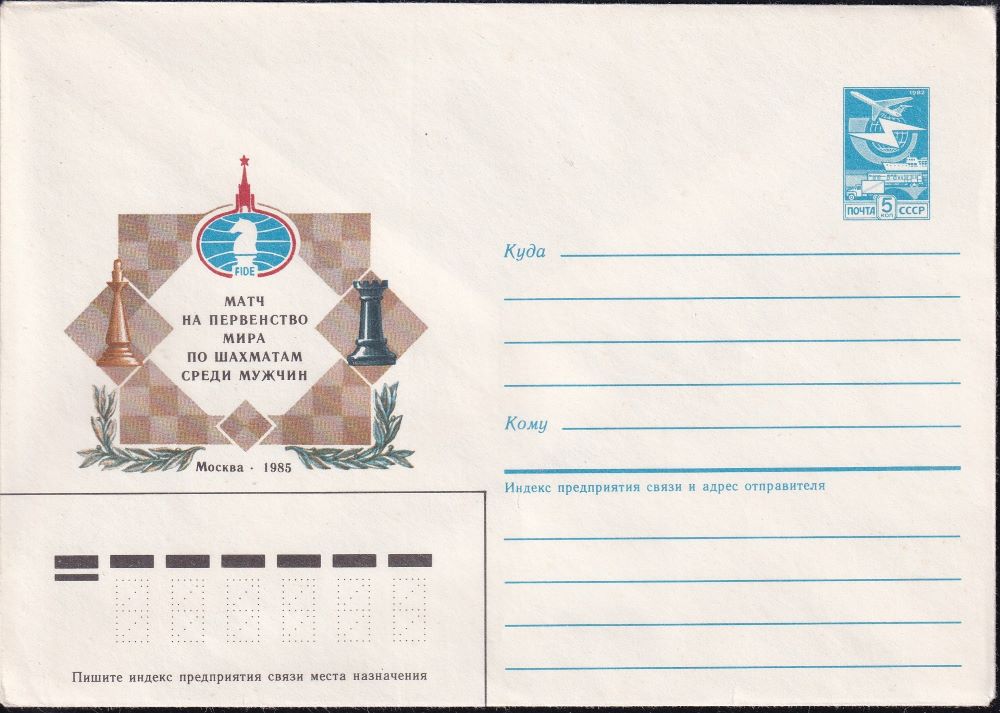 1982
ПОЧТА 5 КОП СССР
FIDE
МАТЧ
НА ПЕРВЕНСТВО
МИРА
ПО ШАХМАТАМ
СРЕДИ МУЖЧИН
Москва · 1985
Куда
Кому
Индекс предприятия связи и адрес отправителя
Пишите индекс предприятия связи места назначения